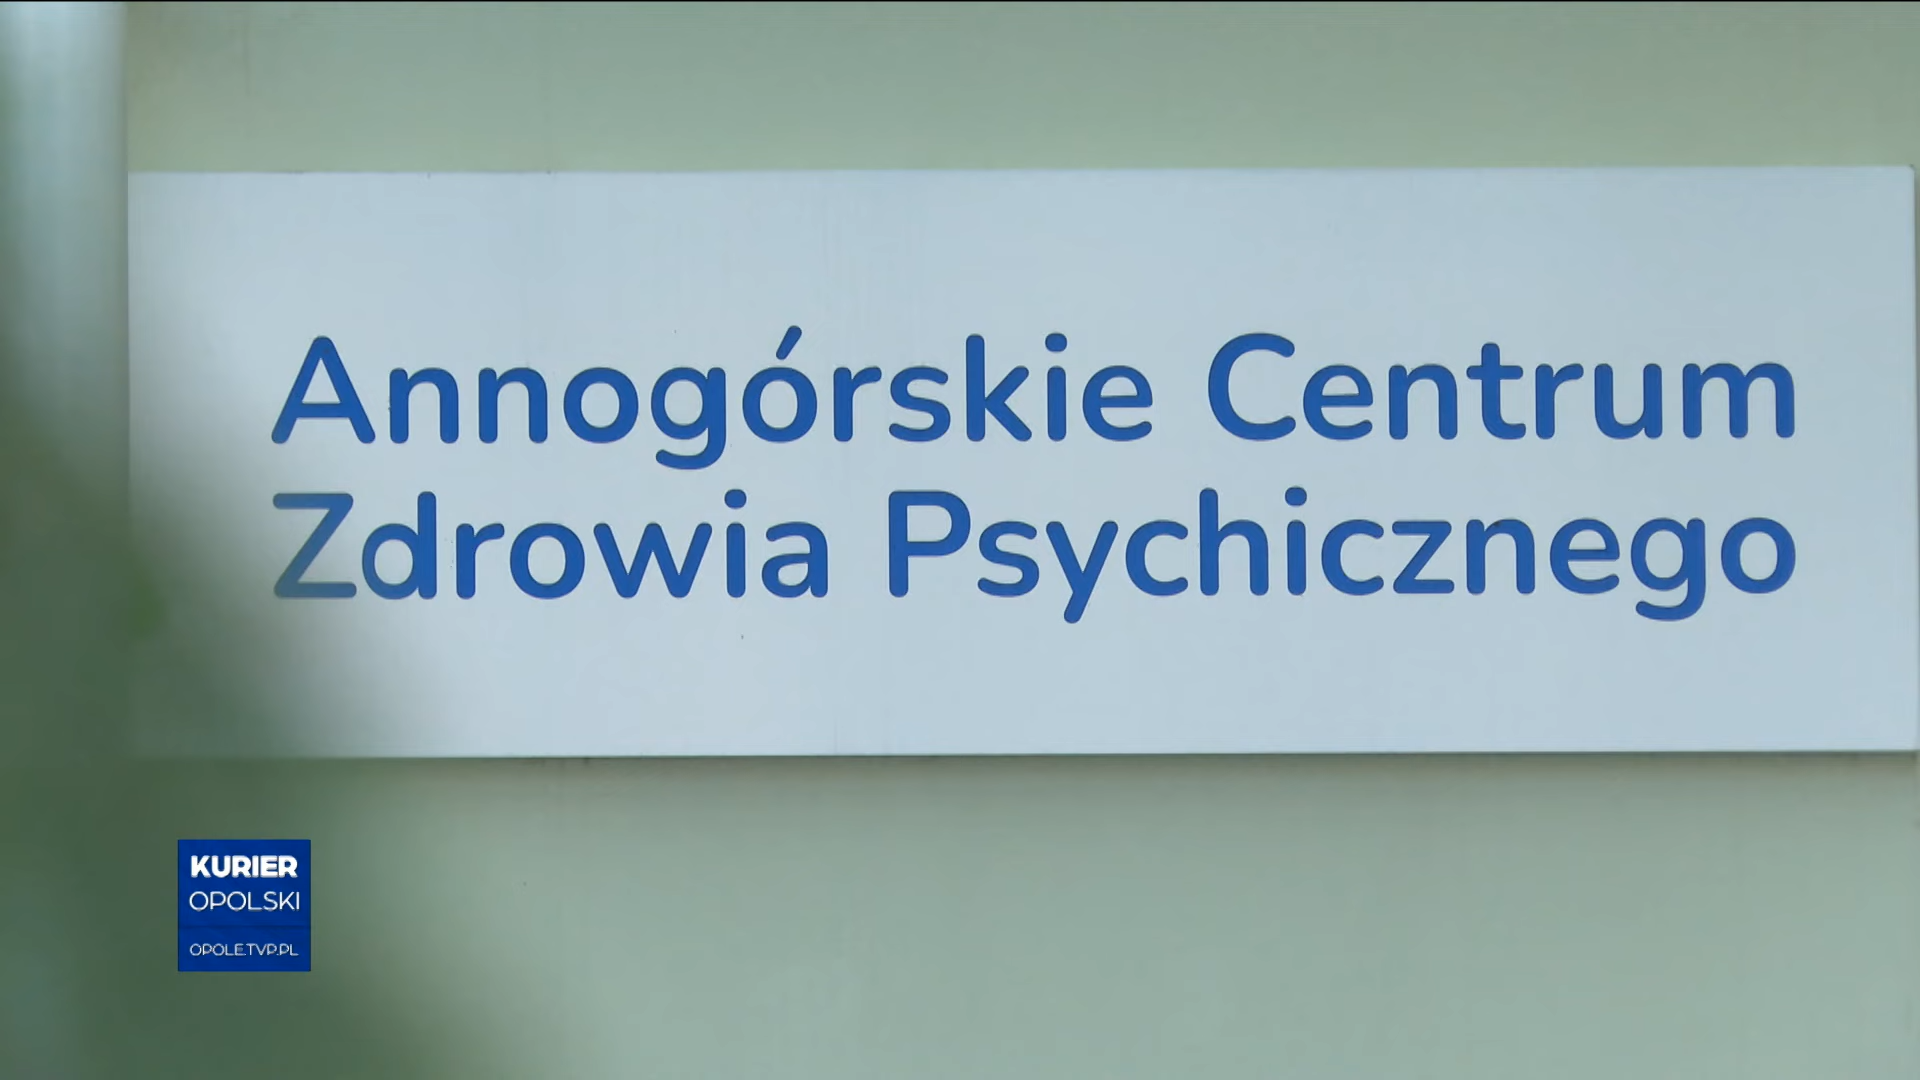 Annogórskie Centrum
Zdrowia Psychicznego
KURIER
OPOLSKI
OPOLE.TVP.PL